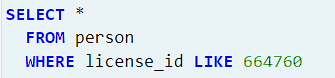 SELECT *
FROM person
WHERE license_id LIKE 664760